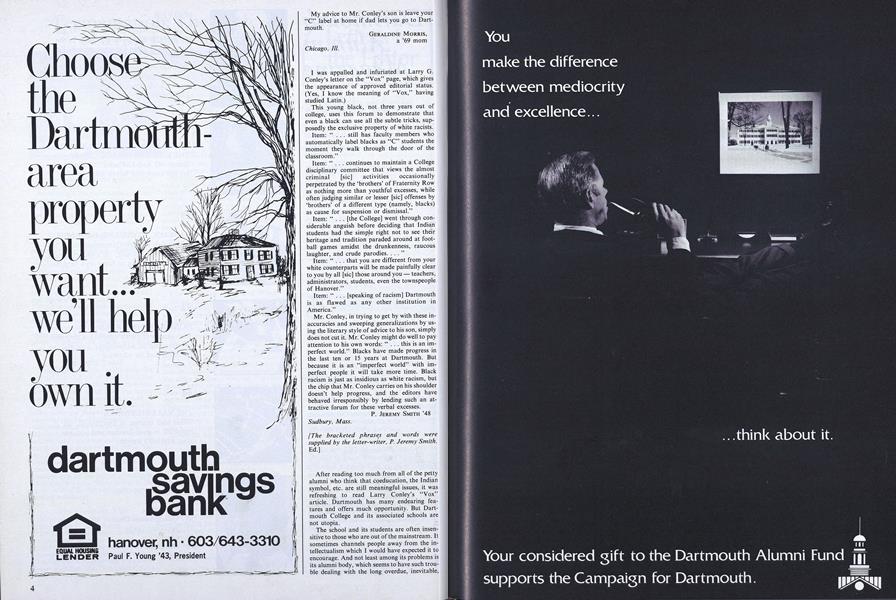 Choose
the
Dartmouth-
area
property
you
want...
we'll help
you
own it.
dartmouth
savings
bank
EQUAL HOUSING
LENDER
hanover, nh · 603/643-3310
Paul F. Young '43, President
4
My advice to Mr. Conley's son is leave your
"C" label at home if dad lets you go to Dart-
mouth.
GERALDINE MORRIS,
a '69 mom
Chicago, Ill.
I was appalled and infuriated at Larry G.
Conley's letter on the "Vox" page, which gives
the appearance of approved editorial status.
(Yes, I know the meaning of "Vox," having
studied Latin.)
This young black, not three years out of
college, uses this forum to demonstrate that
even a black can use all the subtle tricks, sup-
posedly the exclusive property of white racists.
Item: " . . . still has faculty members who
automatically label blacks as "C" students the
moment they walk through the door of the
classroom."
Item: " . . . continues to maintain a College
disciplinary committee that views the almost
criminal [sic] activities occasionally
perpetrated by the 'brothers' of Fraternity Row
as nothing more than youthful excesses, while
often judging similar or lesser [sic] offenses by
'brothers' of a different type (namely, blacks)
as cause for suspension or dismissal."
Item: " . . . [the College] went through con-
siderable anguish before deciding that Indian
students had the simple right not to see their
heritage and tradition paraded around at foot-
ball games amidst the drunkenness, raucous
laughter, and crude parodies. . . . "
Item: " . . . that you are different from your
white counterparts will be made painfully clear
to you by all [sic] those around you — teachers,
administrators, students, even the townspeople
of Hanover."
Item: " . . . [speaking of racism] Dartmouth
is as flawed as any other institution in
America."
Mr. Conley, in trying to get by with these in-
accuracies and sweeping generalizations by us-
ing the literary style of advice to his son, simply
does not cut it. Mr. Conley might do well to pay
attention to his own words: " . . . this is an im-
perfect world." Blacks have made progress in
the last ten or 15 years at Dartmouth. But
because it is an "imperfect world" with im-
perfect people it will take more time. Black
racism is just as insidious as white racism, but
the chip that Mr. Conley carries on his shoulder
doesn't help progress, and the editors have
behaved irresponsibly by lending such an at-
tractive forum for these verbal excesses.
P. JEREMY SMITH '48
Sudbury, Mass.
[The bracketed phrases and words were
supplied by the letter-writer, P. Jeremy Smith.
Ed.]
After reading too much from all of the petty
alumni who think that coeducation, the Indian
symbol, etc. are still meaningful issues, it was
refreshing to read Larry Conley's "Vox"
article. Dartmouth has many endearing fea-
tures and offers much opportunity. But Dart-
mouth College and its associated schools are
not utopia.
The school and its students are often insen-
sitive to those who are out of the mainstream. It
sometimes channels people away from the in-
tellectualism which I would have expected it to
encourage. And not least among its problems is
its alumni body, which seems to have such trou-
ble dealing with the long overdue, inevitable,
You
make the difference
between mediocrity
and excellence...
...think about it.
Your considered gift to the Dartmouth Alumni Fund
supports the Campaign for Dartmouth.